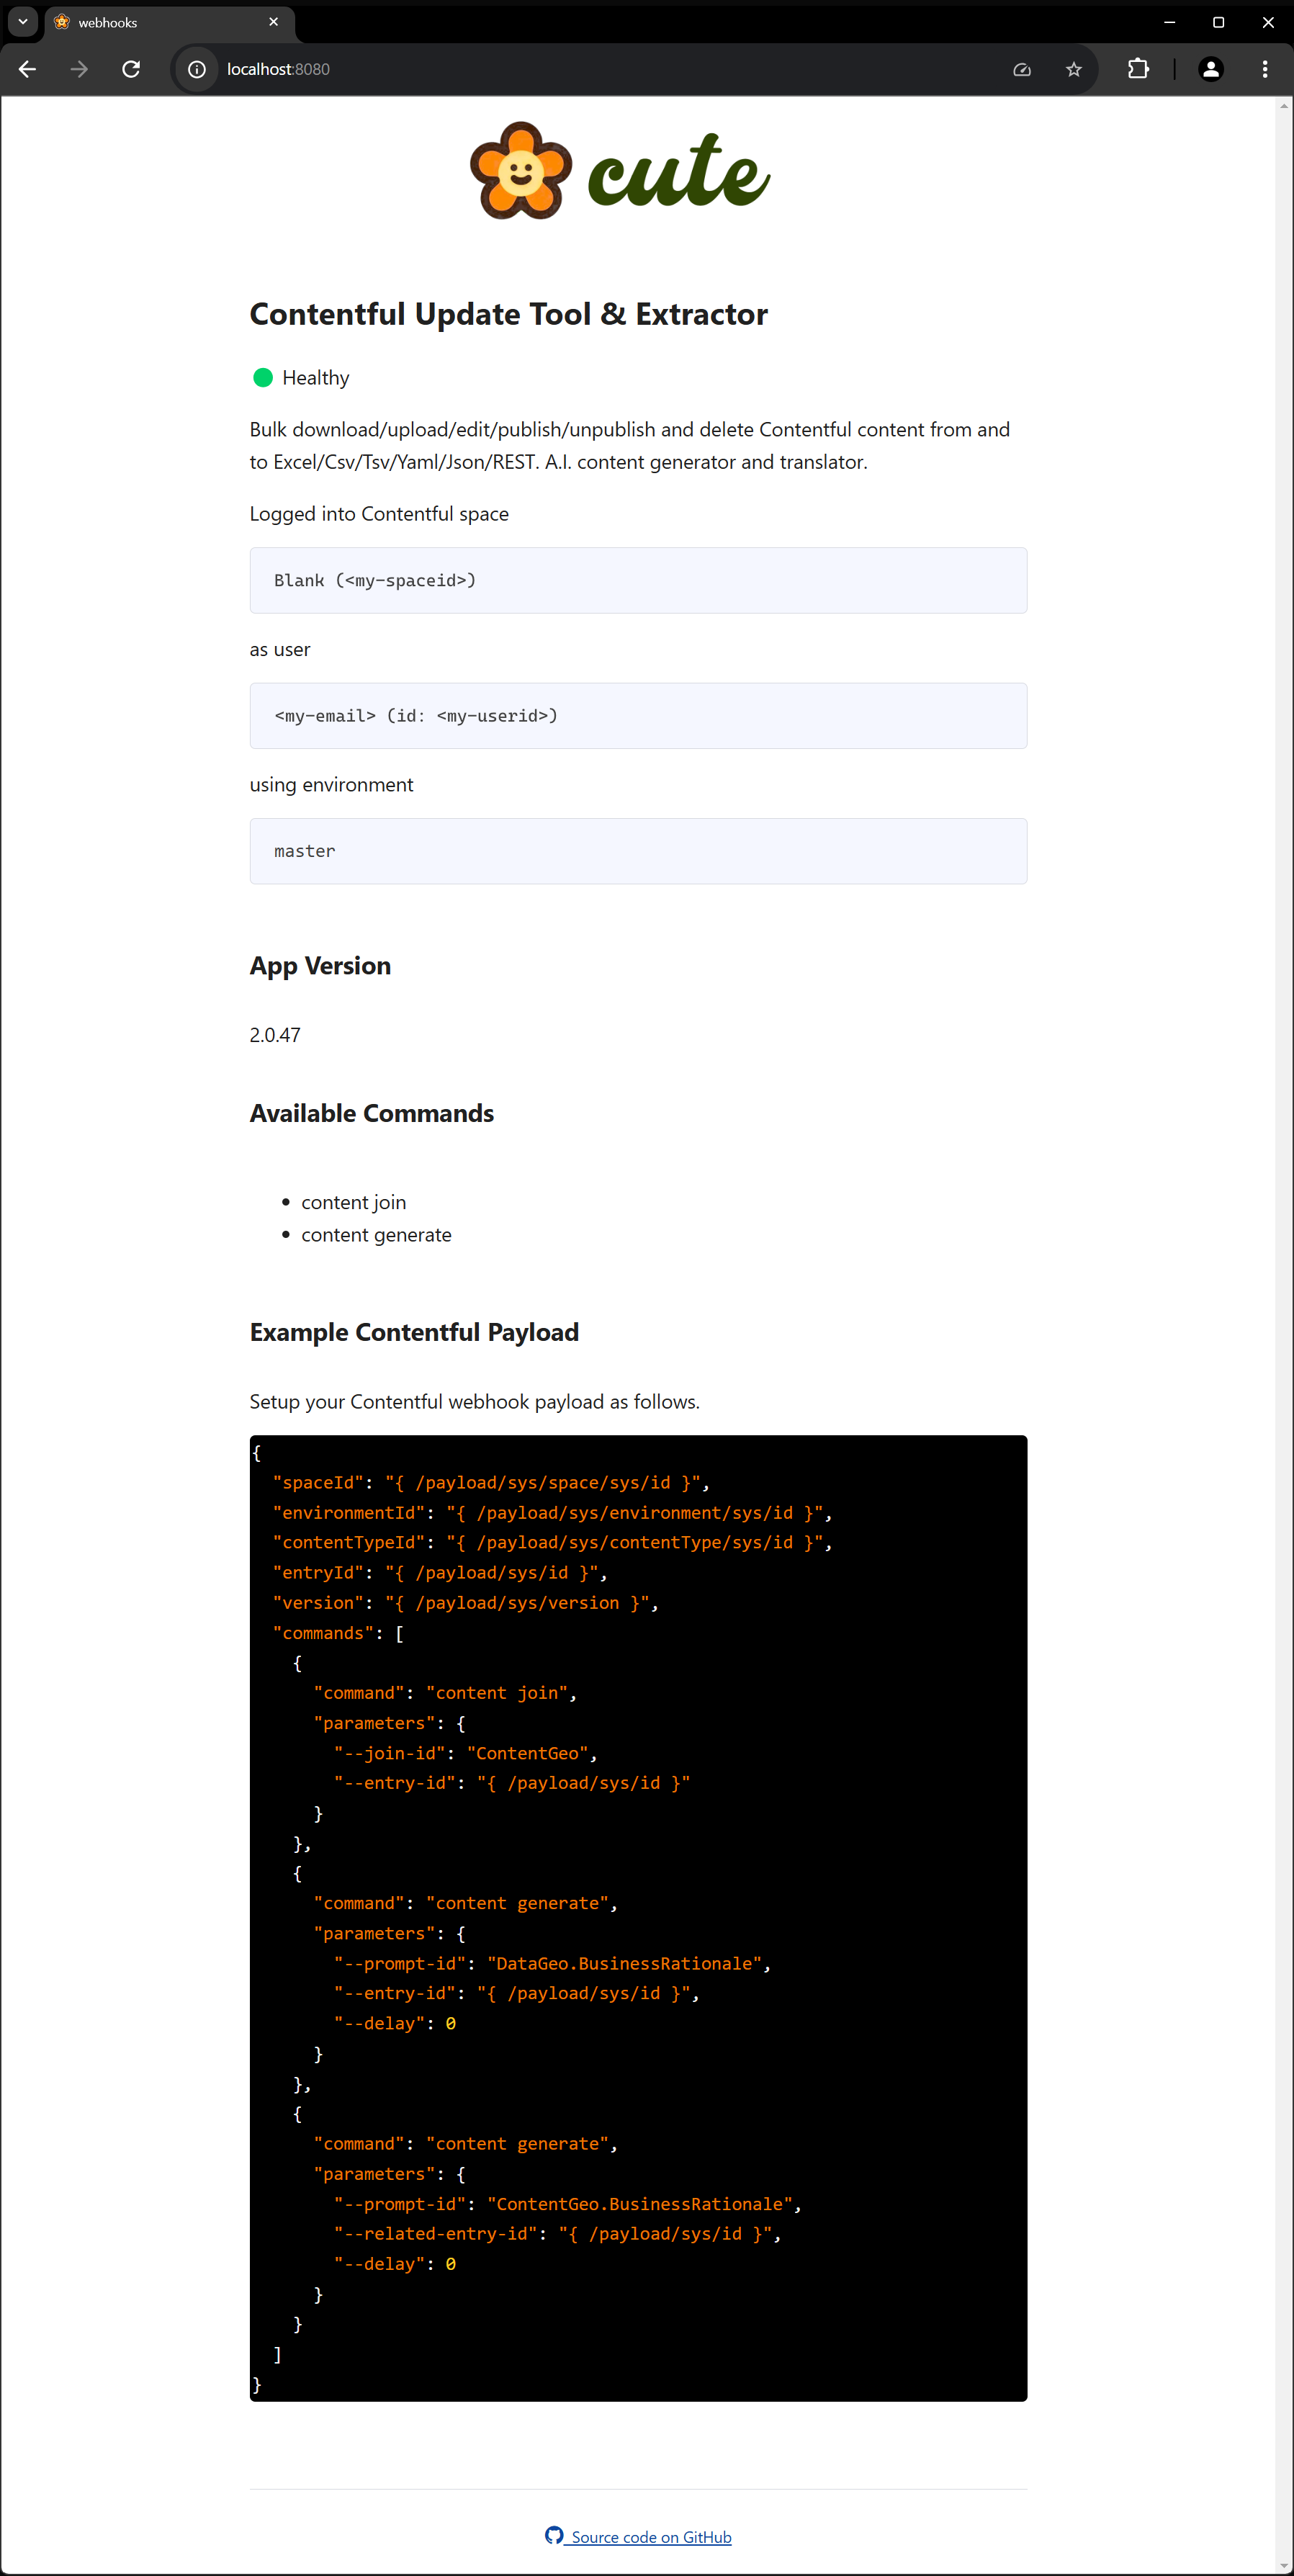 webhooks
localhost:8080
cute
Contentful Update Tool & Extractor
Healthy
Bulk download/upload/edit/publish/unpublish and delete Contentful content from and
to Excel/Csv/Tsv/Yaml/Json/REST. A.I. content generator and translator.
Logged into Contentful space
Blank (<my-spaceid>)
as user
<my-email> (id: <my-userid>)
using environment
master
App Version
2.0.47
Available Commands
• content join
• content generate
Example Contentful Payload
Setup your Contentful webhook payload as follows.
{
  "spaceId": "{ /payload/sys/space/sys/id }",
  "environmentId": "{ /payload/sys/environment/sys/id }",
  "contentTypeId": "{ /payload/sys/contentType/sys/id }",
  "entryId": "{ /payload/sys/id }",
  "version": "{ /payload/sys/version }",
  "commands": [
    {
      "command": "content join",
      "parameters": {
        "--join-id": "ContentGeo",
        "--entry-id": "{ /payload/sys/id }"
      }
    },
    {
      "command": "content generate",
      "parameters": {
        "--prompt-id": "DataGeo.BusinessRationale",
        "--entry-id": "{ /payload/sys/id }",
        "--delay": 0
      }
    },
    {
      "command": "content generate",
      "parameters": {
        "--prompt-id": "ContentGeo.BusinessRationale",
        "--related-entry-id": "{ /payload/sys/id }",
        "--delay": 0
      }
    }
  ]
}
Source code on GitHub